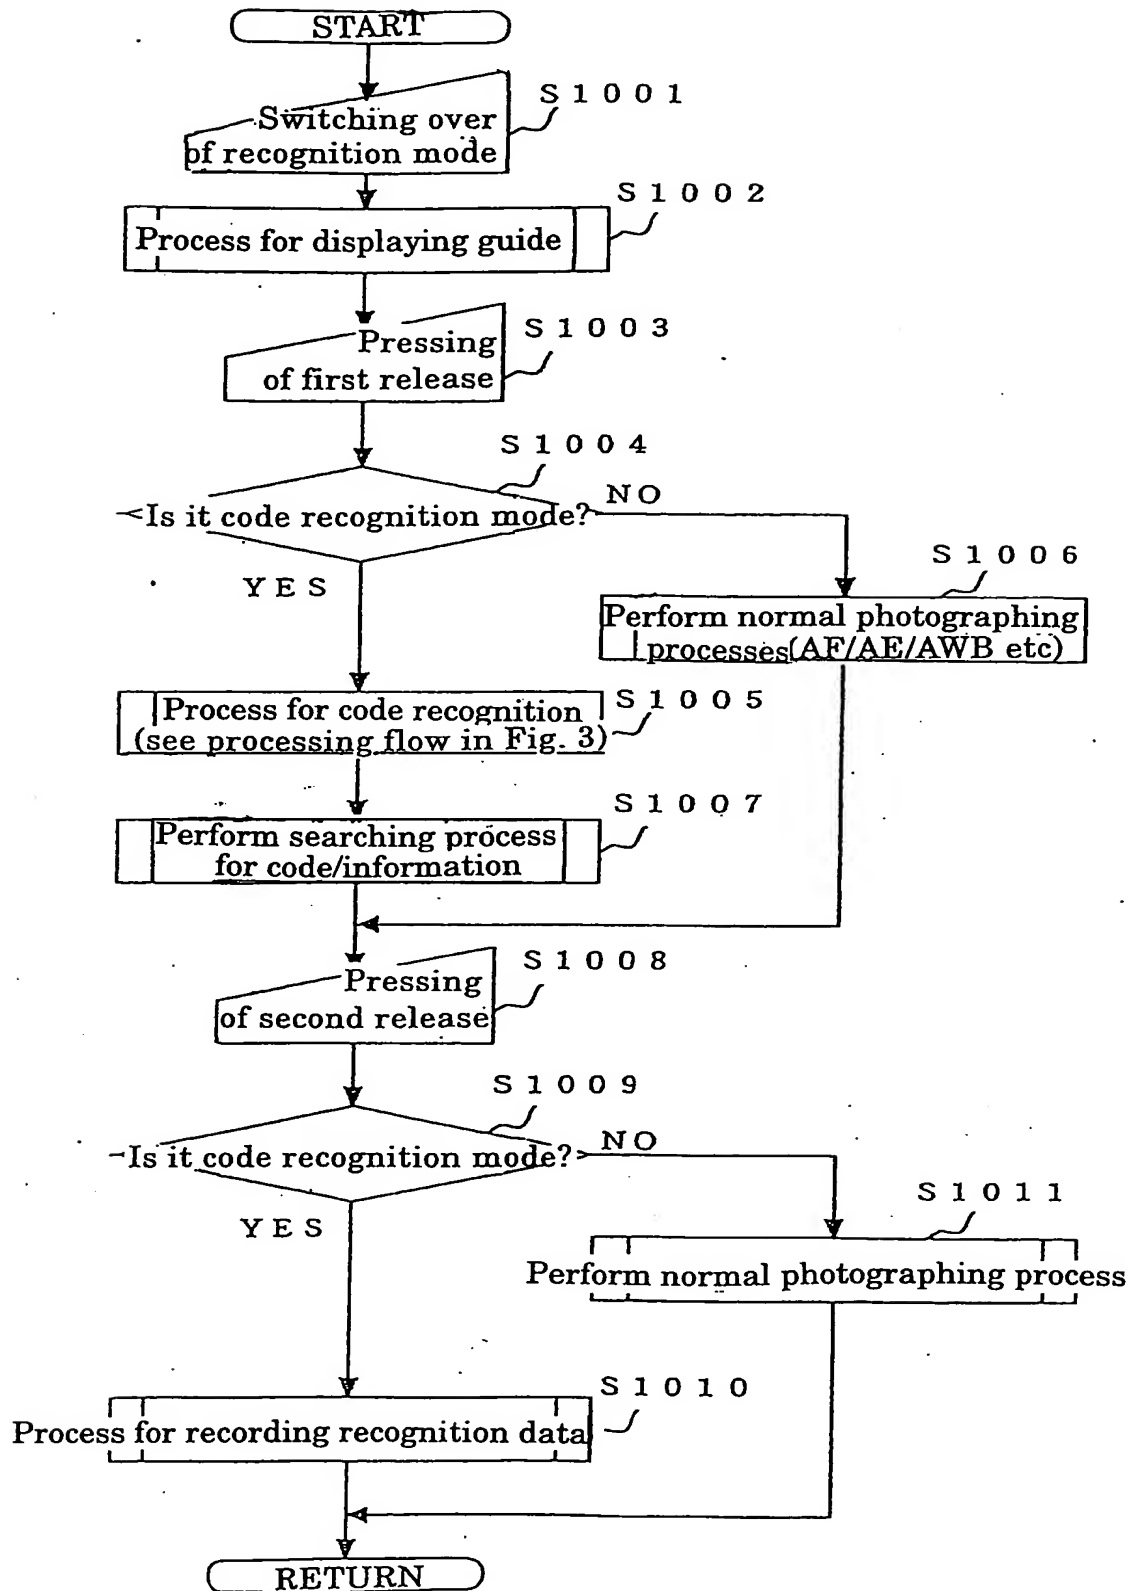 START
S1001
Switching over
of recognition mode
S1002
Process for displaying guide
S1003
Pressing
of first release
S1004
Is it code recognition mode?
NO
YES
S1006
Perform normal photographing
processes(AF/AE/AWB etc)
S1005
Process for code recognition
(see processing flow in Fig. 3)
S1007
Perform searching process
for code/information
S1008
Pressing
of second release
S1009
Is it code recognition mode?
NO
YES
S1011
Perform normal photographing process
S1010
Process for recording recognition data
RETURN